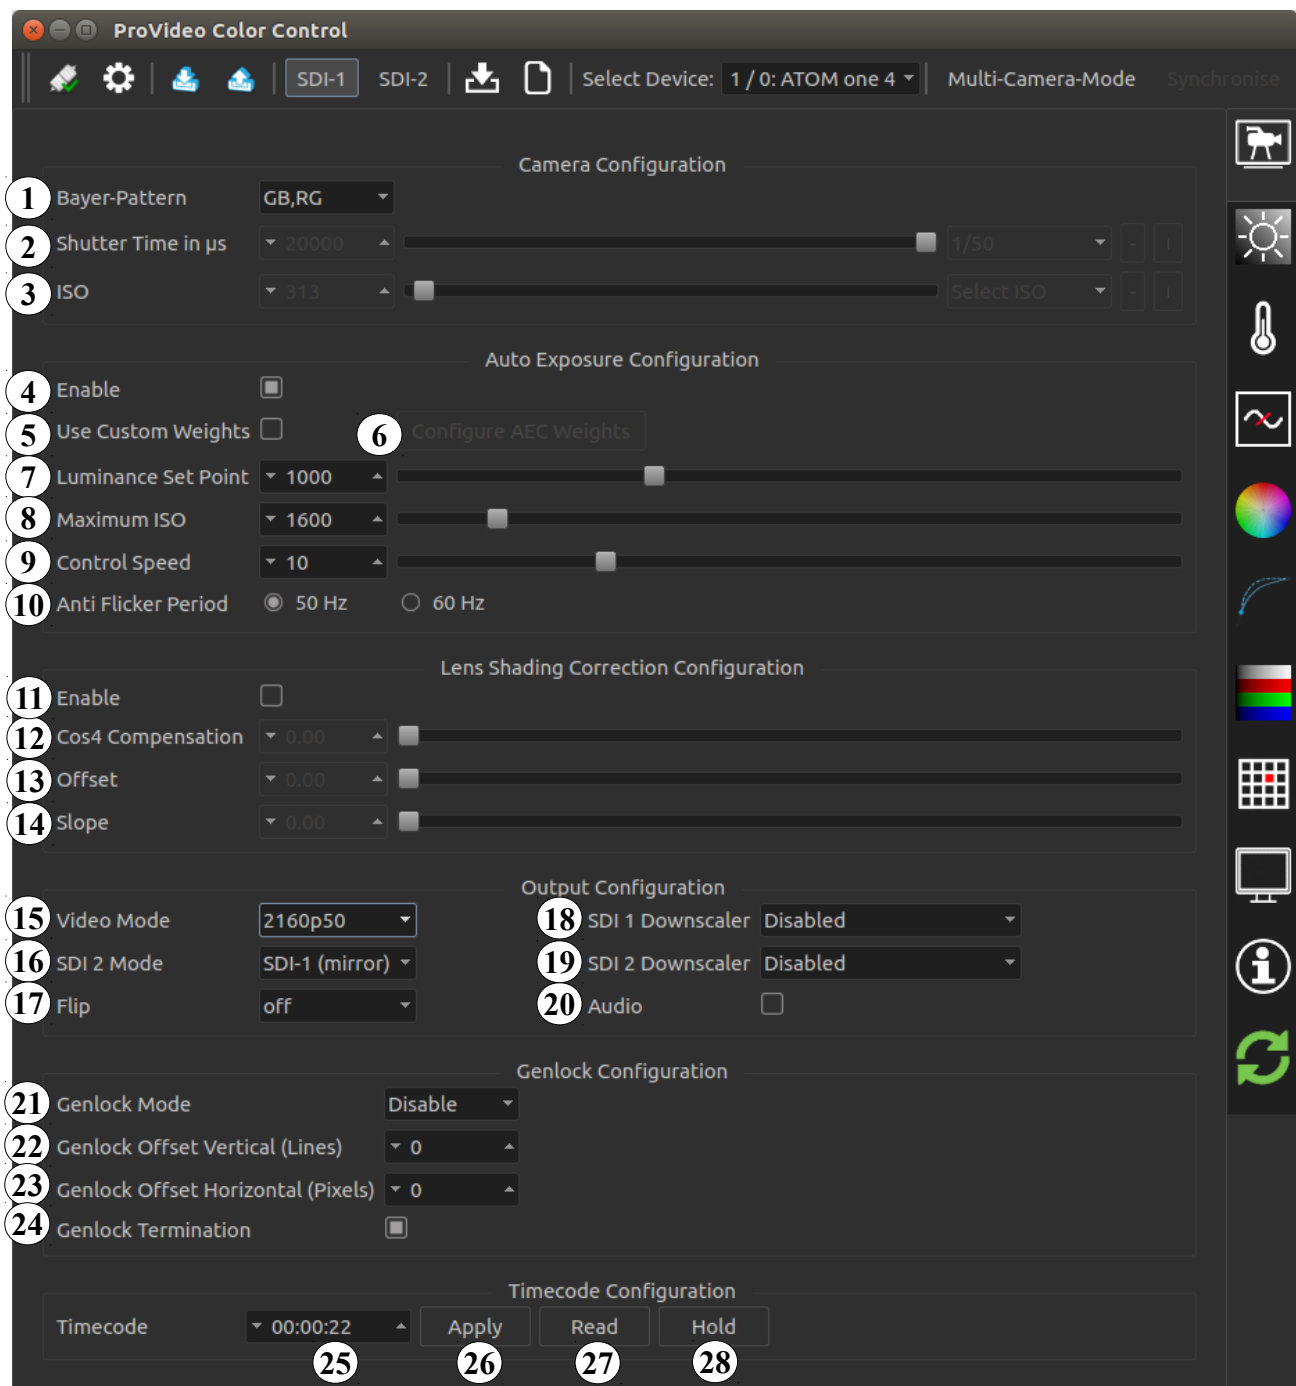 ProVideo Color Control
SDI-1 SDI-2 Select Device: 1 / 0: ATOM one 4 Multi-Camera-Mode Synchronise
Camera Configuration
1 Bayer-Pattern GB,RG
2 Shutter Time in µs 20000 1/50 -
3 ISO 313 Select ISO -
Auto Exposure Configuration
4 Enable
5 Use Custom Weights 6 Configure AEC Weights
7 Luminance Set Point 1000
8 Maximum ISO 1600
9 Control Speed 10
10 Anti Flicker Period 50 Hz 60 Hz
Lens Shading Correction Configuration
11 Enable
12 Cos4 Compensation 0.00
13 Offset 0.00
14 Slope 0.00
Output Configuration
15 Video Mode 2160p50 18 SDI 1 Downscaler Disabled
16 SDI 2 Mode SDI-1 (mirror) 19 SDI 2 Downscaler Disabled
17 Flip off 20 Audio
Genlock Configuration
21 Genlock Mode Disable
22 Genlock Offset Vertical (Lines) 0
23 Genlock Offset Horizontal (Pixels) 0
24 Genlock Termination
Timecode Configuration
Timecode 00:00:22 Apply Read Hold
25 26 27 28